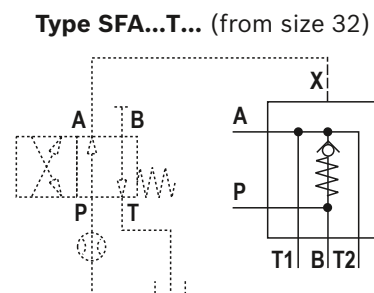 Type SFA...T... (from size 32)
X
A B
A
P
P T
T1 B T2